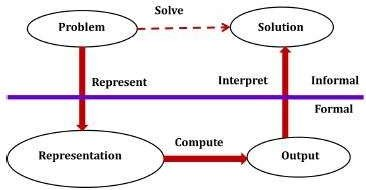 Solve
Problem
Solution
Represent
Interpret
Informal
Formal
Compute
Representation
Output